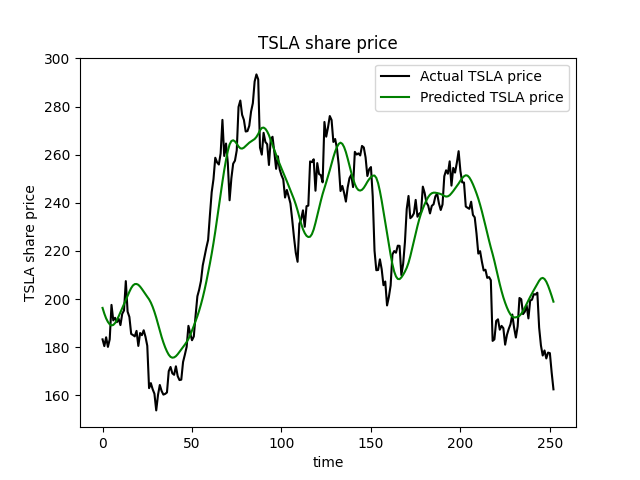 TSLA share price
Actual TSLA price
Predicted TSLA price
TSLA share price
300
280
260
240
220
200
180
160
0 50 100 150 200 250
time